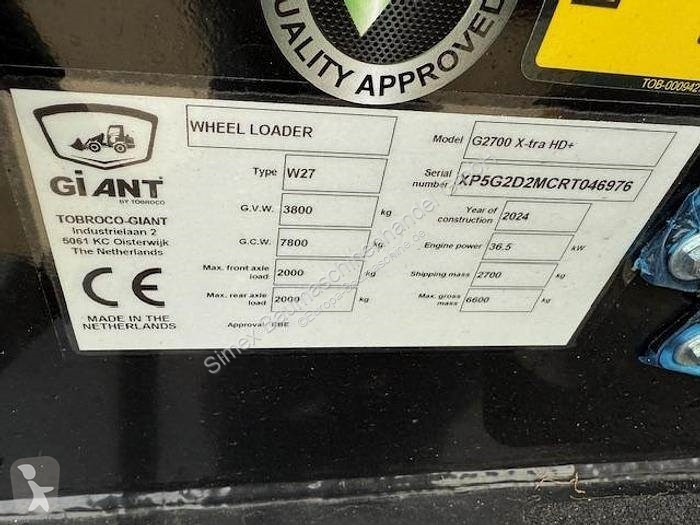 QUALITY APPROVED
TOB-000942
GiANT
BY TOBROCO
TOBROCO-GIANT
Industrielaan 2
5061 KC Oisterwijk
The Netherlands
CE
MADE IN THE
NETHERLANDS
WHEEL LOADER
Type W27
G.V.W. 3800 kg
G.C.W. 7800 kg
Max. front axle
load 2000 kg
Max. rear axle
load 2000 kg
Approval EBE
Model G2700 X-tra HD+
Serial
number XP5G2D2MCRT046976
Year of
construction 2024
Engine power 36.5 kW
Shipping mass 2700 kg
Max. gross
mass 6600 kg
Simex Baumaschinenhandel